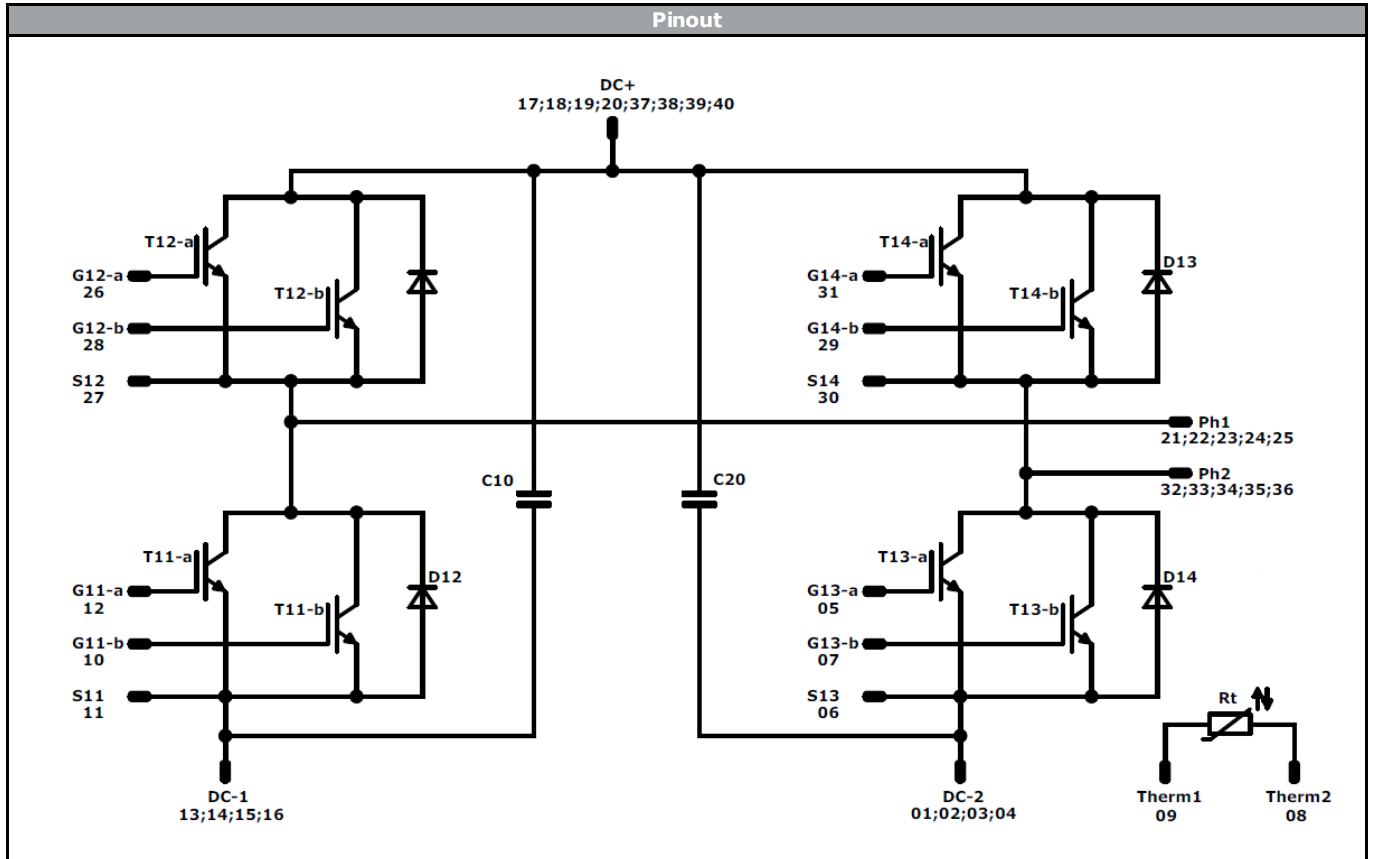 Pinout
DC+
17;18;19;20;37;38;39;40
T12-a
G12-a
26
T12-b
G12-b
28
S12
27
T14-a
G14-a
31
D13
T14-b
G14-b
29
S14
30
Ph1
21;22;23;24;25
Ph2
32;33;34;35;36
C10
C20
T11-a
G11-a
12
D12
T11-b
G11-b
10
S11
11
T13-a
G13-a
05
D14
T13-b
G13-b
07
S13
06
Rt
DC-1
13;14;15;16
DC-2
01;02;03;04
Therm1
09
Therm2
08